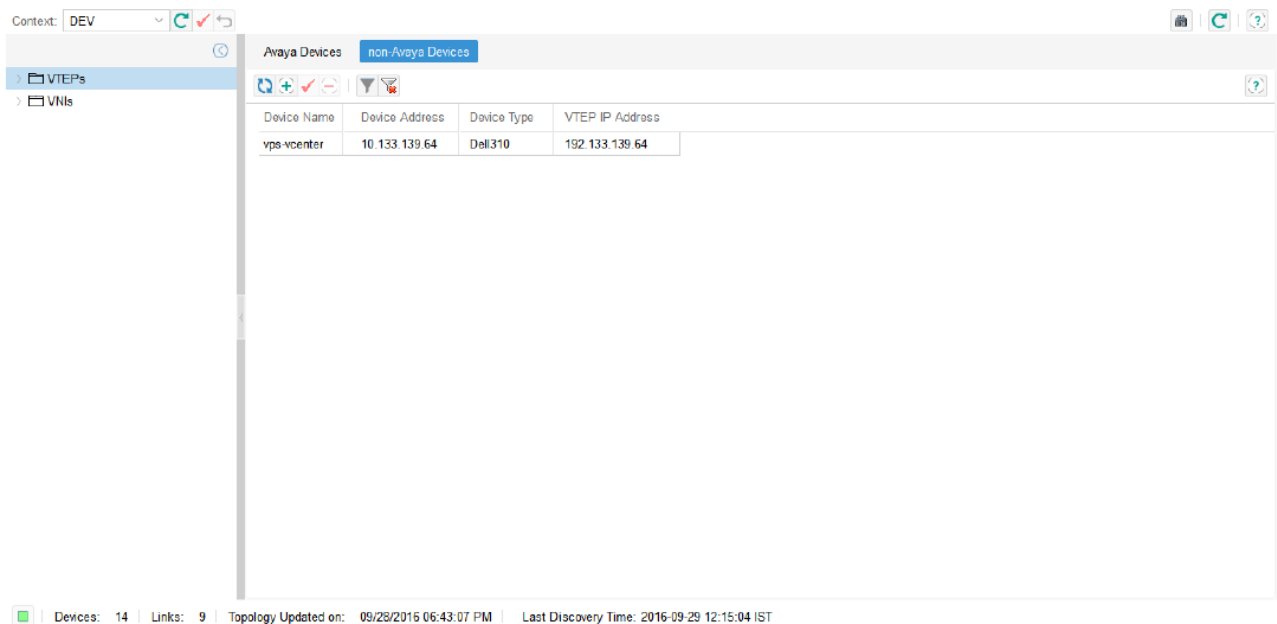 Context: DEV
Avaya Devices non-Avaya Devices
VTEPs
VNIs
Device Name Device Address Device Type VTEP IP Address
vps-vcenter 10.133.139.64 Dell310 192.133.139.64
Devices: 14 Links: 9 Topology Updated on: 09/28/2016 06:43:07 PM Last Discovery Time: 2016-09-29 12:15:04 IST